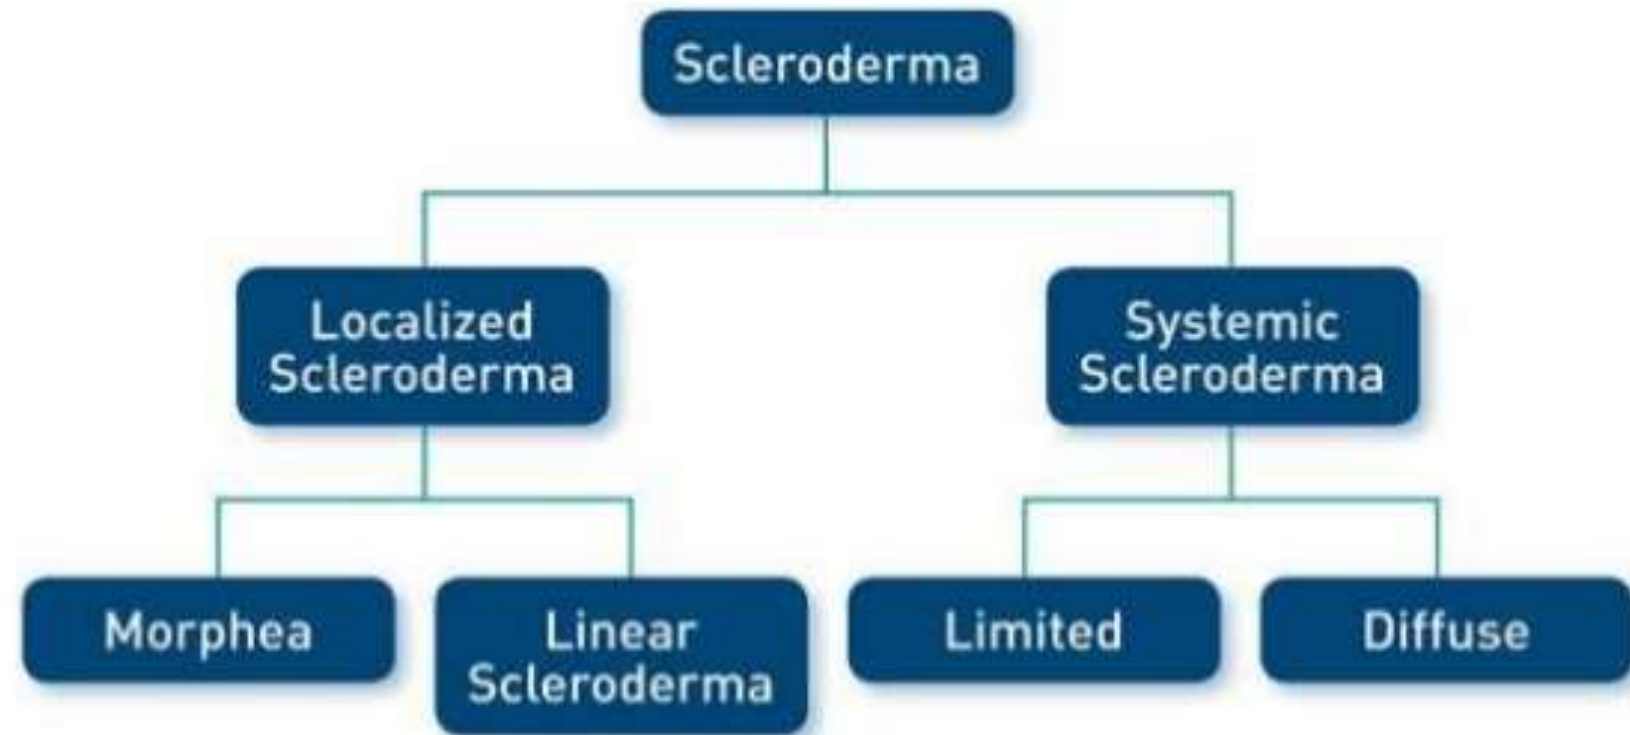 Scleroderma
Localized
Scleroderma
Systemic
Scleroderma
Morphea
Linear
Scleroderma
Limited
Diffuse